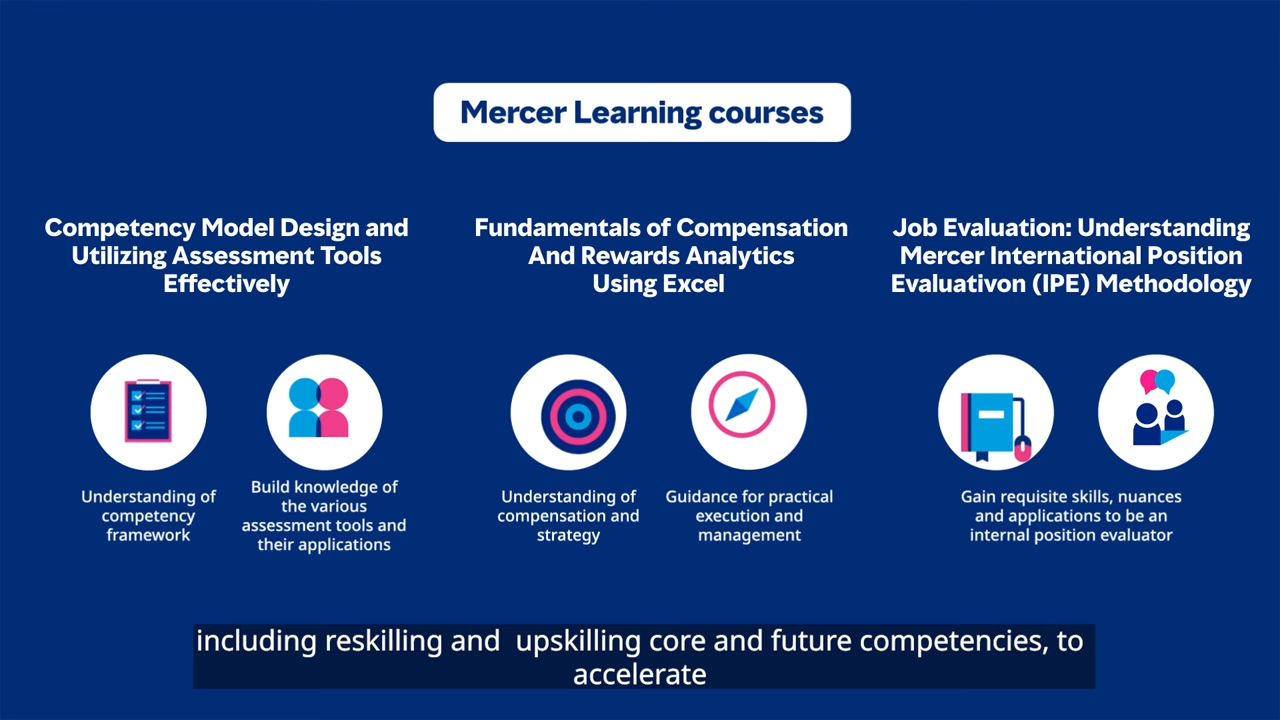 Mercer Learning courses
Competency Model Design and
Utilizing Assessment Tools
Effectively
Fundamentals of Compensation
And Rewards Analytics
Using Excel
Job Evaluation: Understanding
Mercer International Position
Evaluativon (IPE) Methodology
Understanding of
competency
framework
Build knowledge of
the various
assessment tools and
their applications
Understanding of
compensation and
strategy
Guidance for practical
execution and
management
Gain requisite skills, nuances
and applications to be an
internal position evaluator
including reskilling and  upskilling core and future competencies, to
accelerate